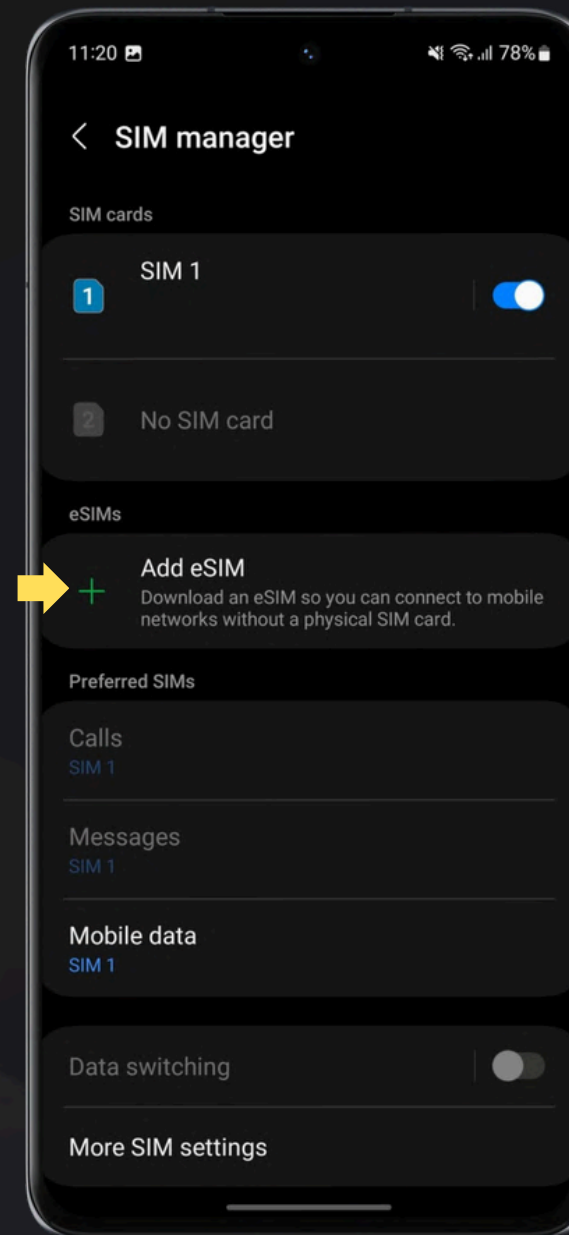 11:20 78%
SIM manager
SIM cards
1
SIM 1
2
No SIM card
eSIMs
Add eSIM
Download an eSIM so you can connect to mobile
networks without a physical SIM card.
Preferred SIMs
Calls
SIM 1
Messages
SIM 1
Mobile data
SIM 1
Data switching
More SIM settings